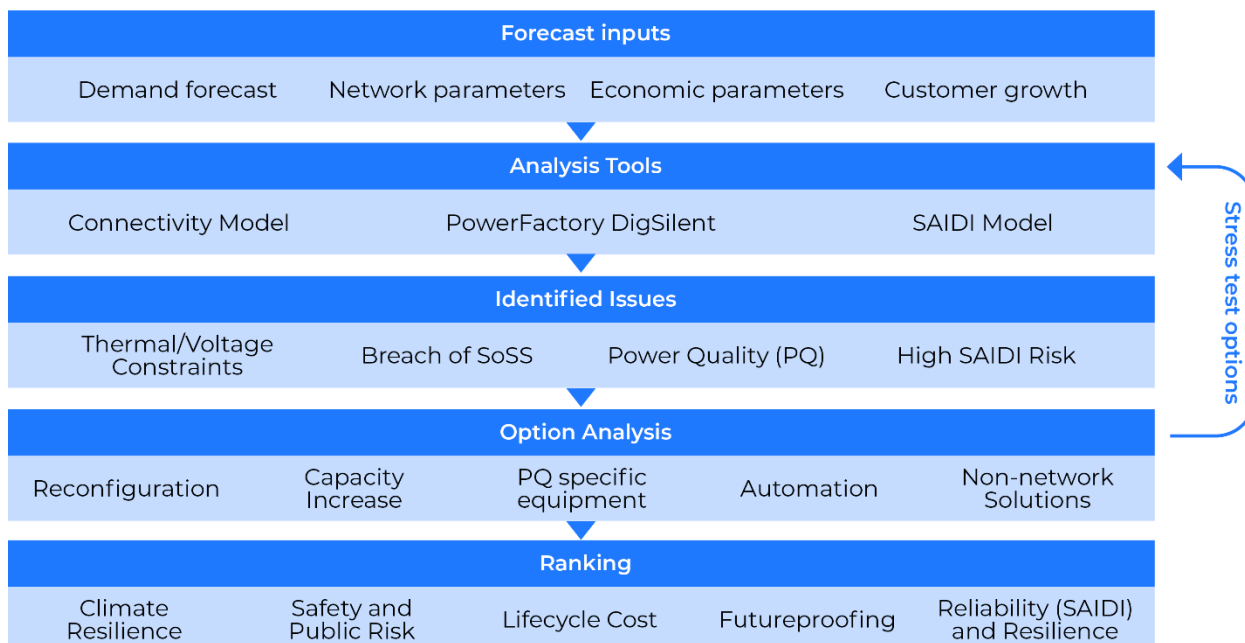 Forecast inputs
Demand forecast
Network parameters
Economic parameters
Customer growth
Analysis Tools
Connectivity Model
PowerFactory DigSilent
SAIDI Model
Identified Issues
Thermal/Voltage
Constraints
Breach of SoSS
Power Quality (PQ)
High SAIDI Risk
Option Analysis
Reconfiguration
Capacity
Increase
PQ specific
equipment
Automation
Non-network
Solutions
Ranking
Climate
Resilience
Safety and
Public Risk
Lifecycle Cost
Futureproofing
Reliability (SAIDI)
and Resilience
Stress test options